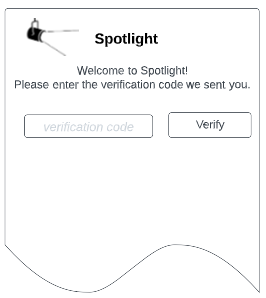 Spotlight
Welcome to Spotlight!
Please enter the verification code we sent you.
verification code
Verify